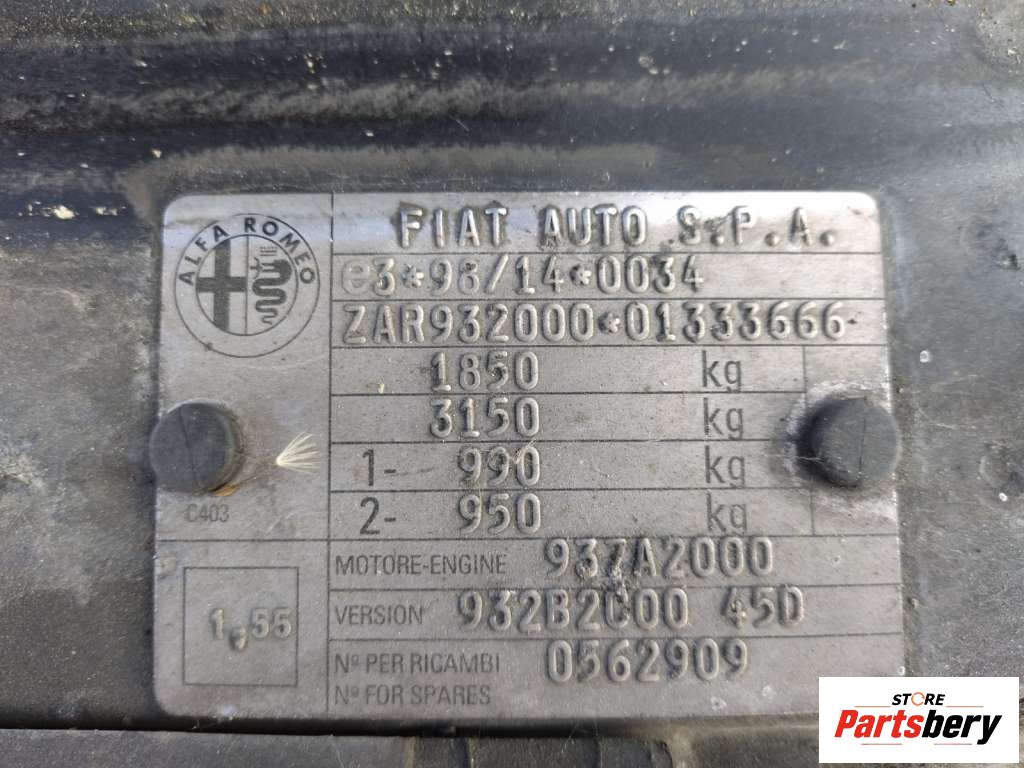 ALFA ROMEO
FIAT AUTO S.P.A.
e3*98/14*0034
ZAR932000*01333666*
1850 kg
3150 kg
1- 990 kg
2- 950 kg
C403
MOTORE-ENGINE 937A2000
VERSION 932B2C00 45D
1,55
Nº PER RICAMBI 0562909
Nº FOR SPARES
STORE
Partsbery